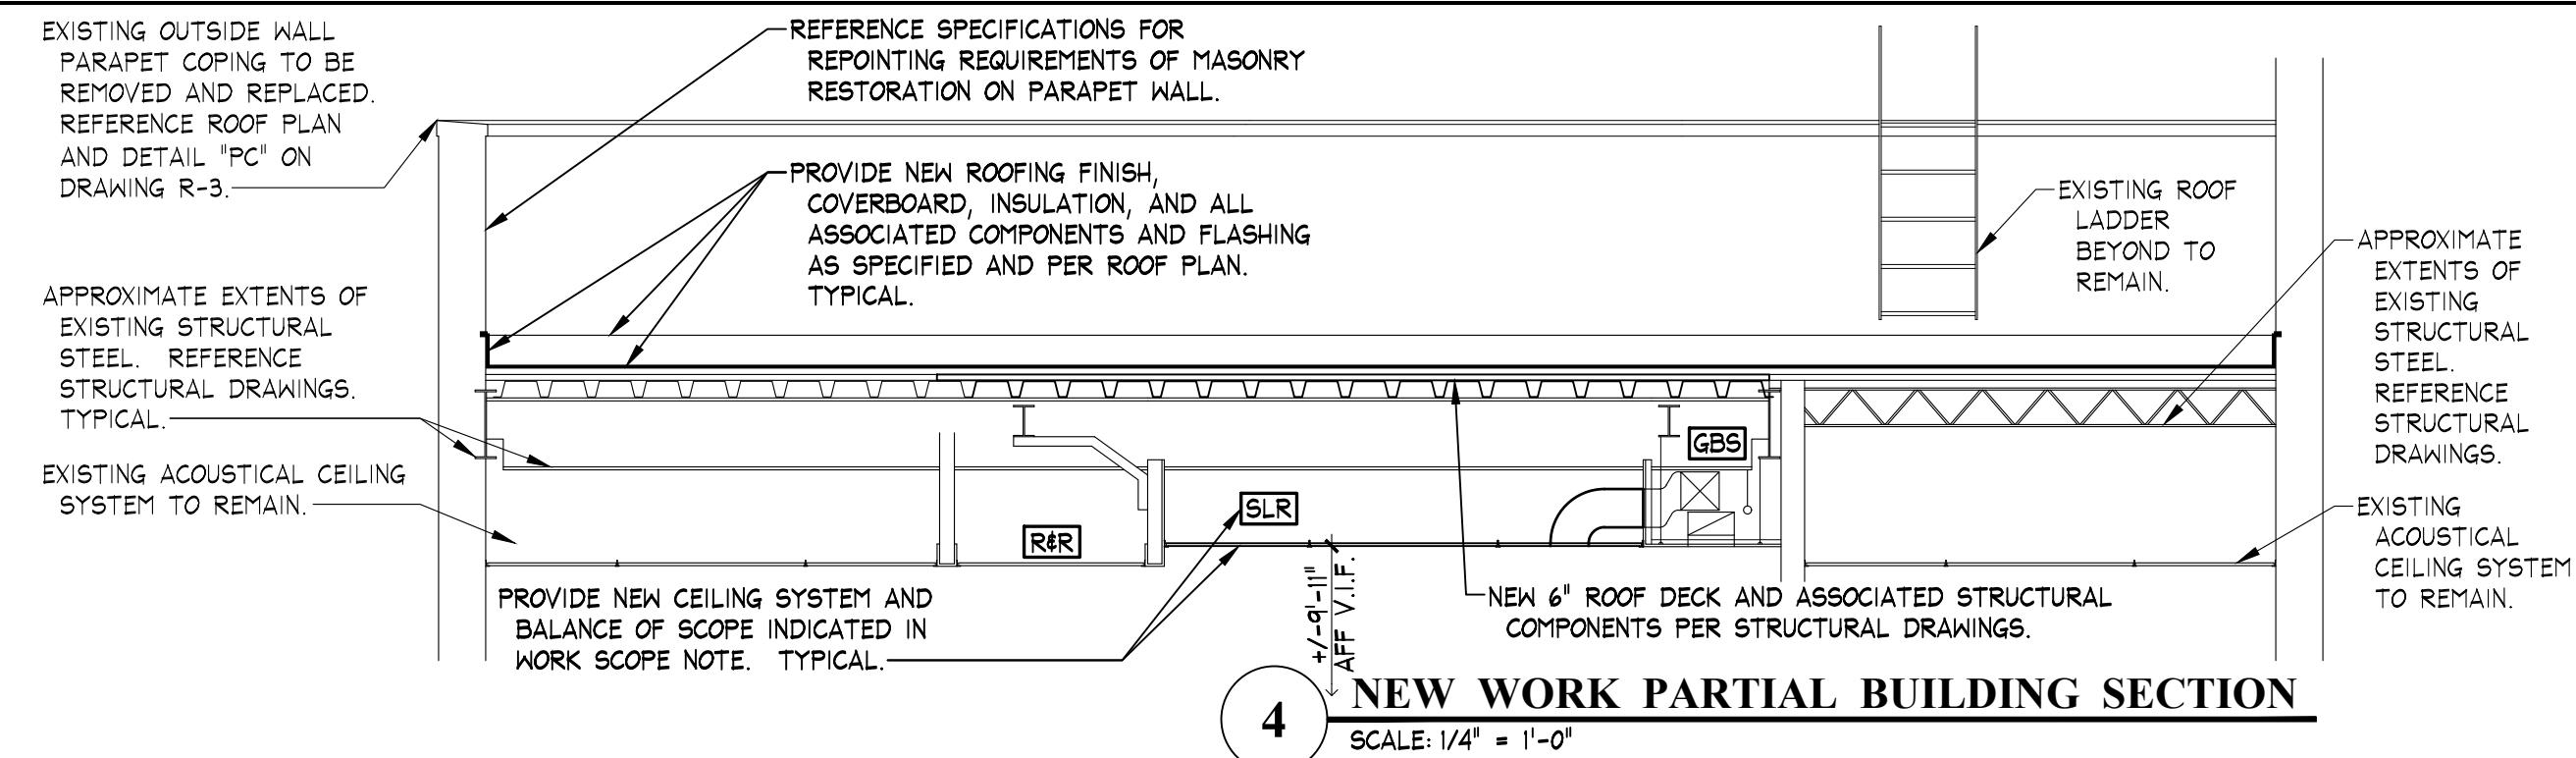 EXISTING OUTSIDE WALL
PARAPET COPING TO BE
REMOVED AND REPLACED.
REFERENCE ROOF PLAN
AND DETAIL "PC" ON
DRAWING R-3.
REFERENCE SPECIFICATIONS FOR
REPOINTING REQUIREMENTS OF MASONRY
RESTORATION ON PARAPET WALL.
PROVIDE NEW ROOFING FINISH,
COVERBOARD, INSULATION, AND ALL
ASSOCIATED COMPONENTS AND FLASHING
AS SPECIFIED AND PER ROOF PLAN.
TYPICAL.
EXISTING ROOF
LADDER
BEYOND TO
REMAIN.
APPROXIMATE
EXTENTS OF
EXISTING
STRUCTURAL
STEEL.
REFERENCE
STRUCTURAL
DRAWINGS.
APPROXIMATE EXTENTS OF
EXISTING STRUCTURAL
STEEL. REFERENCE
STRUCTURAL DRAWINGS.
TYPICAL.
EXISTING ACOUSTICAL CEILING
SYSTEM TO REMAIN.
GBS
SLR
R&R
EXISTING
ACOUSTICAL
CEILING SYSTEM
TO REMAIN.
PROVIDE NEW CEILING SYSTEM AND
BALANCE OF SCOPE INDICATED IN
WORK SCOPE NOTE. TYPICAL.
+/-9'-11"
AFF V.I.F.
NEW 6" ROOF DECK AND ASSOCIATED STRUCTURAL
COMPONENTS PER STRUCTURAL DRAWINGS.
4
NEW WORK PARTIAL BUILDING SECTION
SCALE: 1/4" = 1'-0"